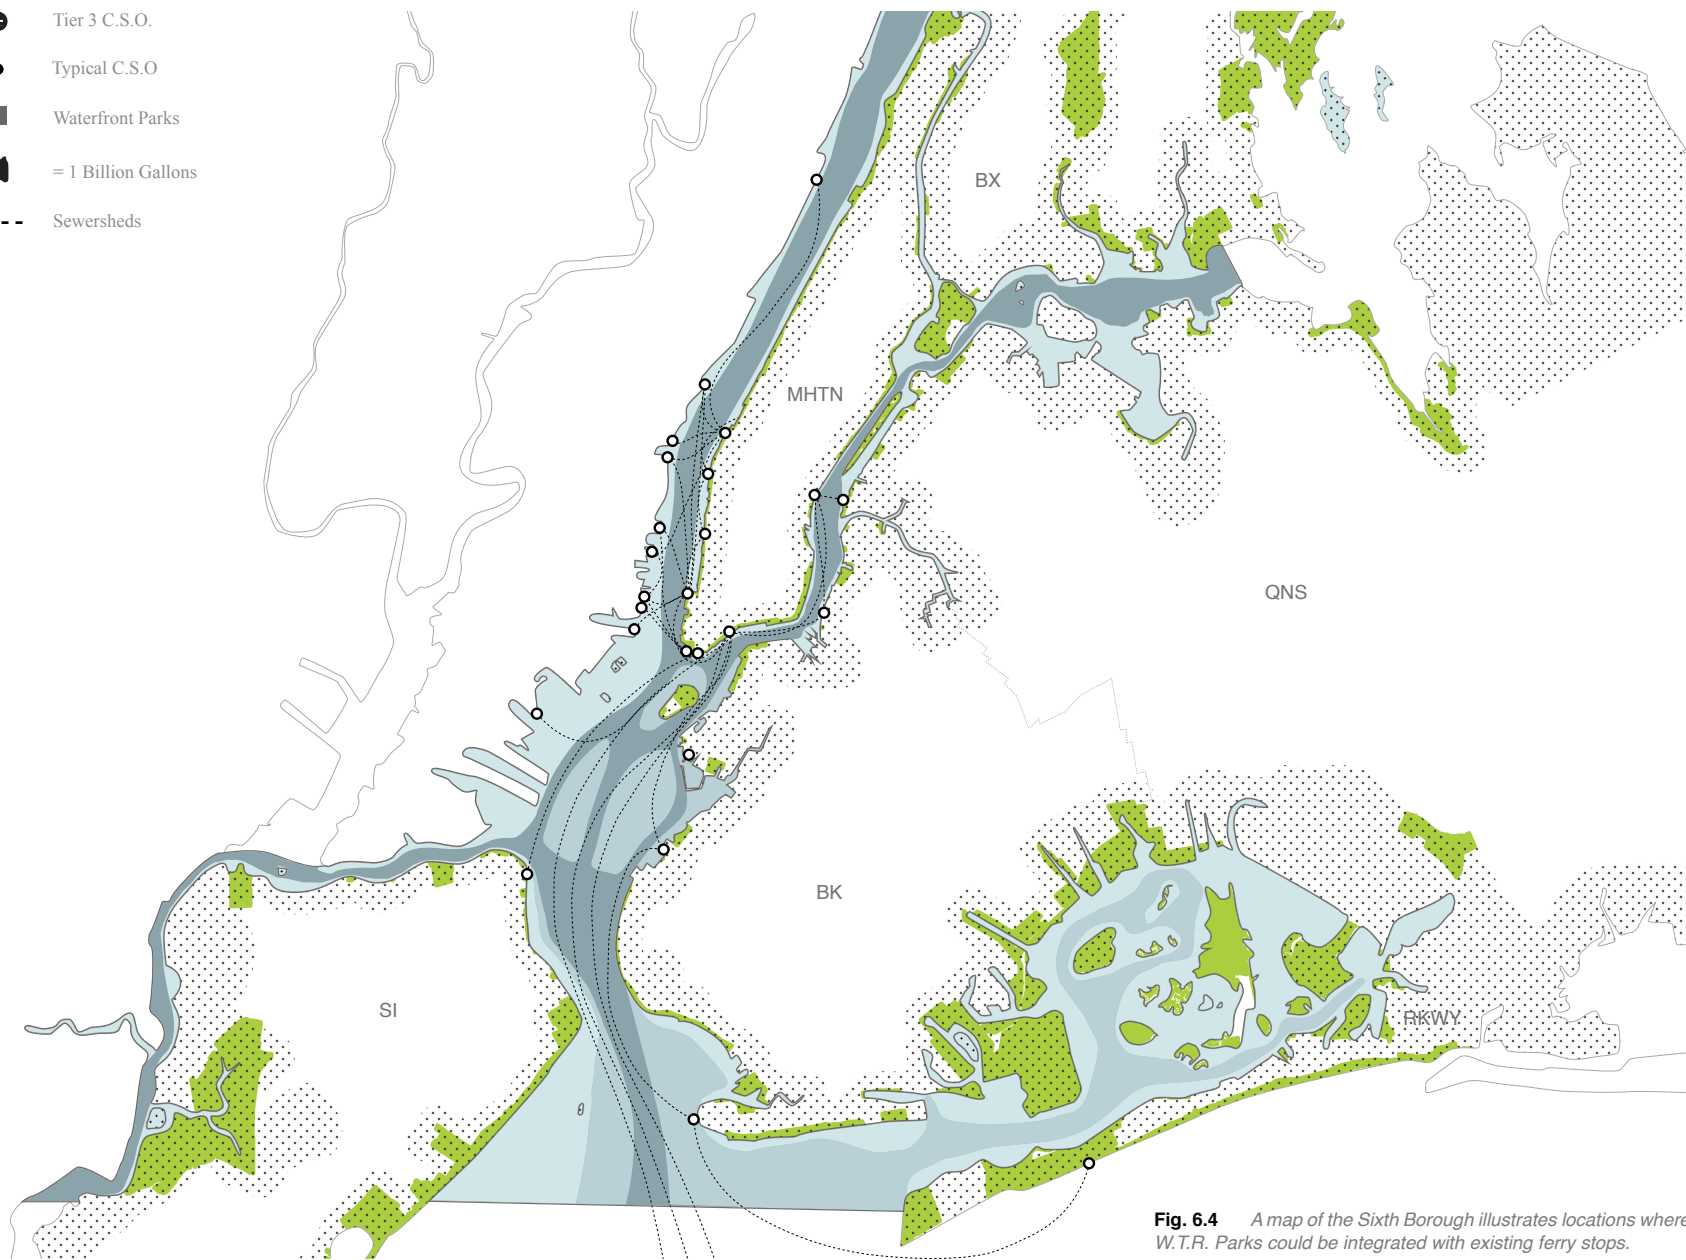 Tier 3 C.S.O.
Typical C.S.O
Waterfront Parks
= 1 Billion Gallons
Sewersheds
BX
MHTN
QNS
BK
SI
RKWY
Fig. 6.4 A map of the Sixth Borough illustrates locations where
W.T.R. Parks could be integrated with existing ferry stops.